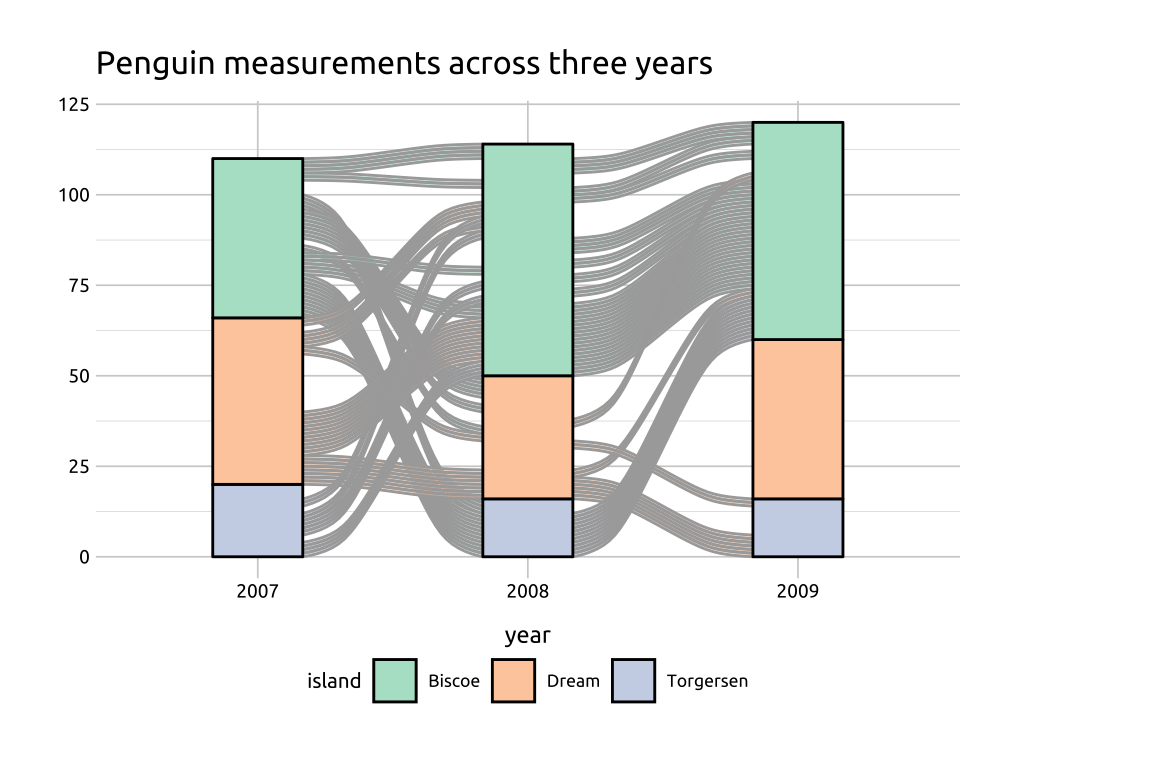 Penguin measurements across three years
125
100
75
50
25
0
2007 2008 2009
year
island Biscoe Dream Torgersen